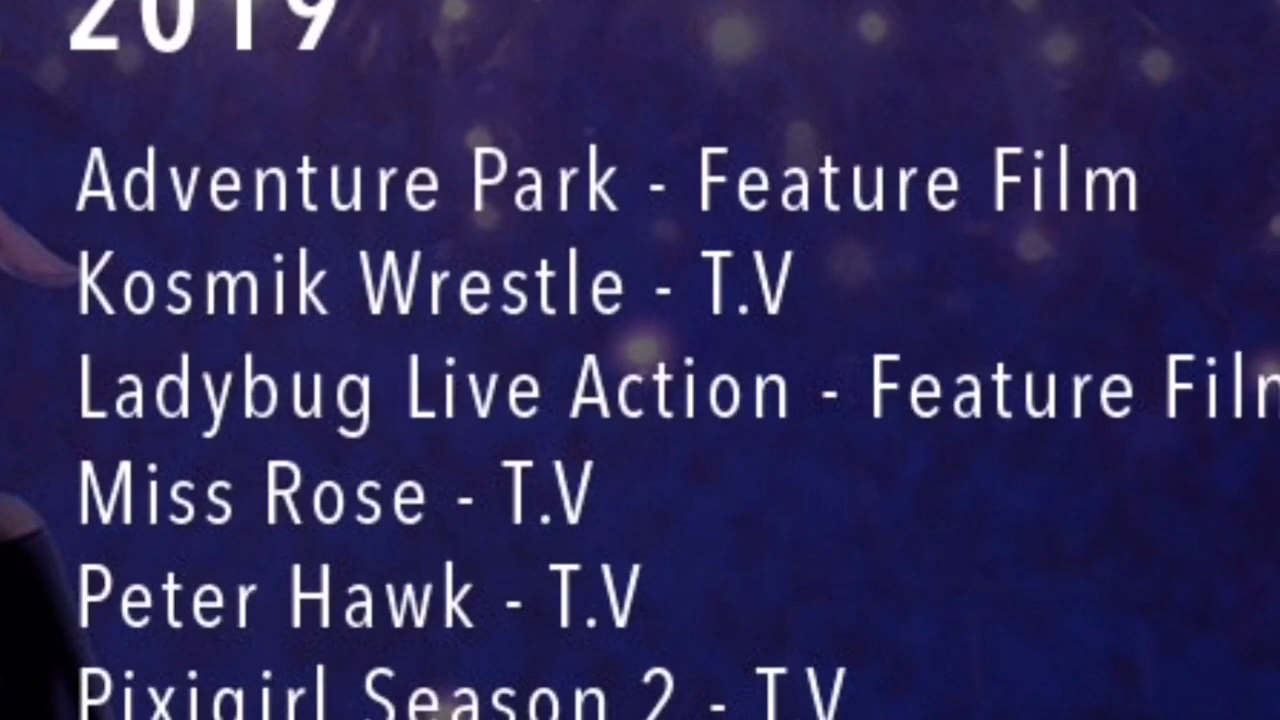 2019
Adventure Park - Feature Film
Kosmik Wrestle - T.V
Ladybug Live Action - Feature Film
Miss Rose - T.V
Peter Hawk - T.V
Pixigirl Season 2 - T.V